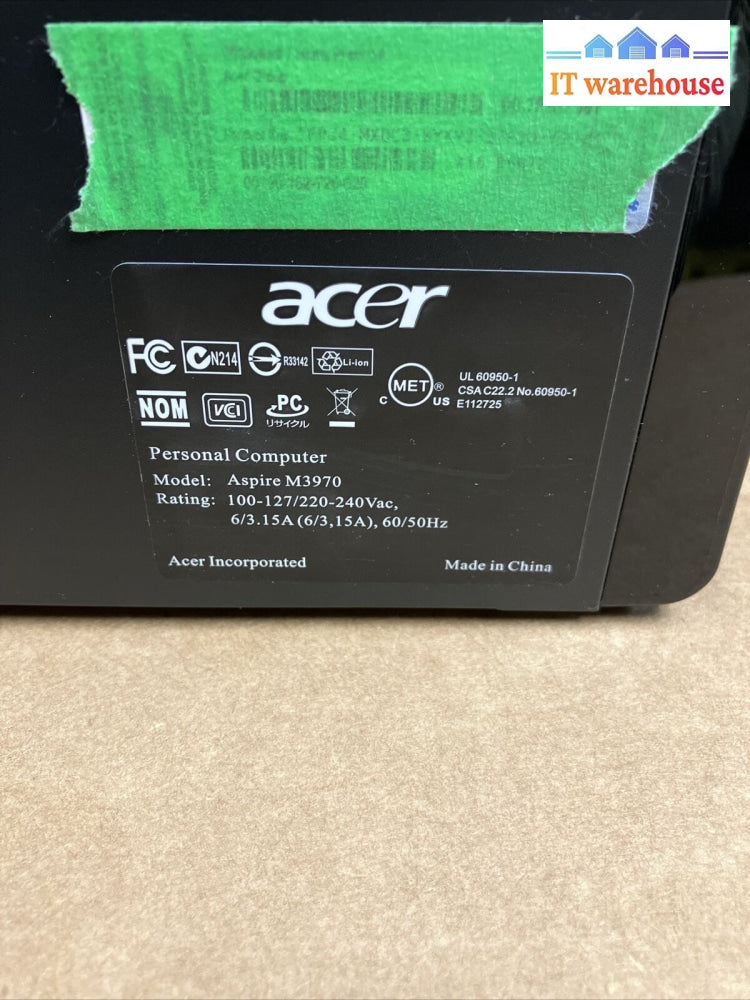 IT warehouse
acer
FC N214 R33142 Li-ion
c MET ® US
UL 60950-1
CSA C22.2 No.60950-1
E112725
NOM VCI PC
リサイクル
Personal Computer
Model: Aspire M3970
Rating: 100-127/220-240Vac,
6/3.15A (6/3,15A), 60/50Hz
Acer Incorporated Made in China